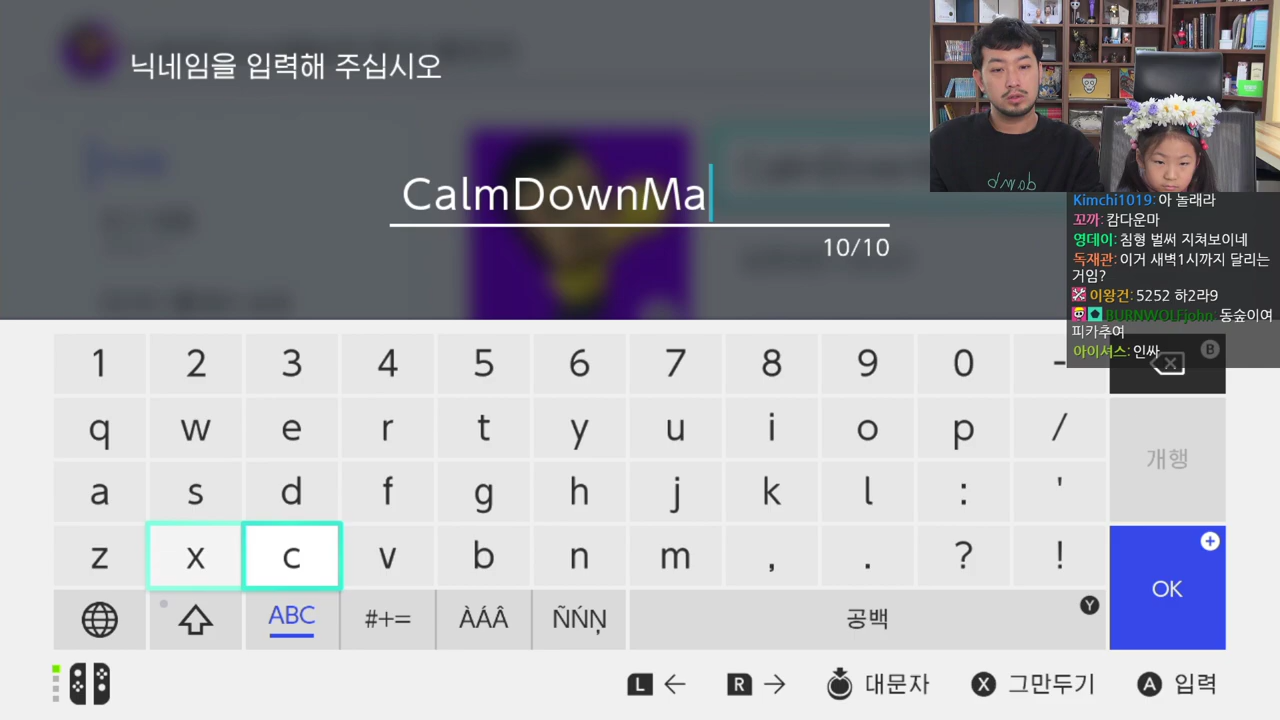 닉네임을 입력해 주십시오
CalmDownMa
10/10
dmob
Kimchi1019: 아 놀래라
꼬까: 캄다운마
영데이: 침형 벌써 지쳐보이네
독재관: 이거 새벽1시까지 달리는
거임?
이왕건: 5252 하2라9
BURNWOLFjohn: 동숲이여
피카추여
아이셔스: 인싸
1 2 3 4 5 6 7 8 9 0 - B
q w e r t y u i o p /
개행
a s d f g h j k l : '
z x c v b n m , . ? ! +
OK
ABC #+= ÀÁÂ ÑŃŅ 공백 Y
L ← R → 대문자 X 그만두기 A 입력